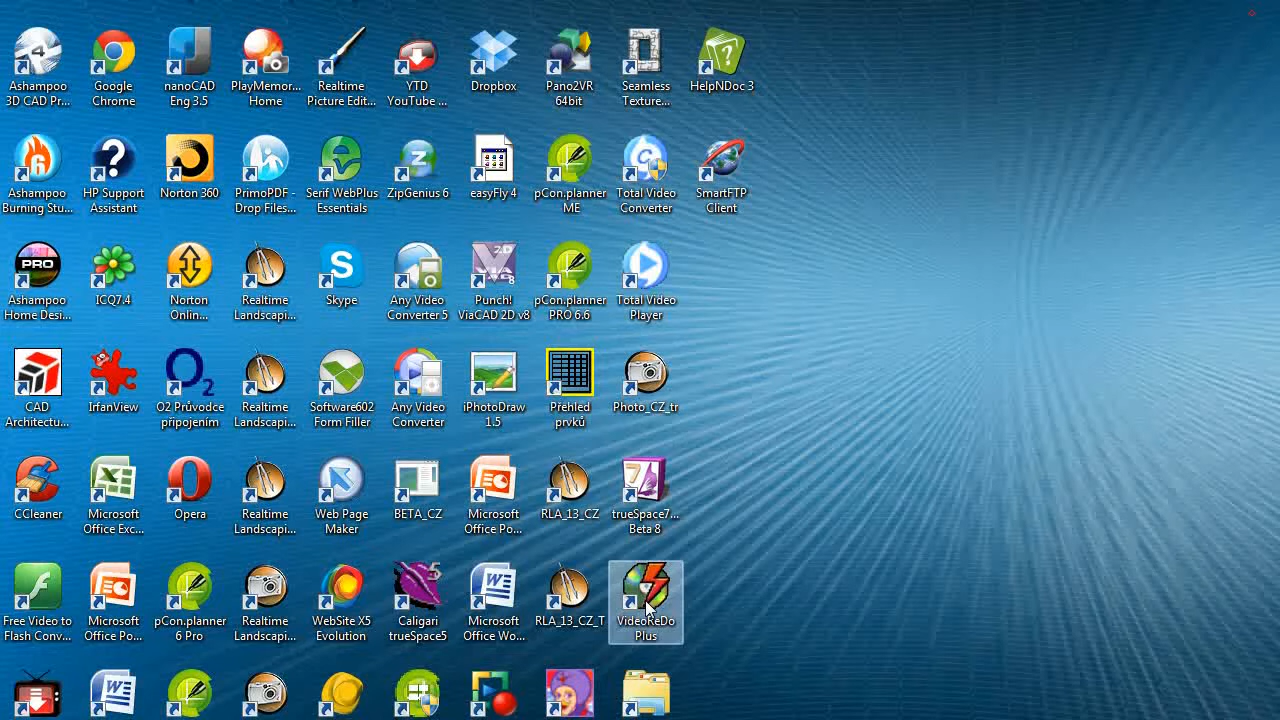 Ashampoo
3D CAD Pr...
Google
Chrome
nanoCAD
Eng 3.5
PlayMemor...
Home
Realtime
Picture Edit...
YTD
YouTube ...
Dropbox
Pano2VR
64bit
Seamless
Texture...
HelpNDoc 3
Ashampoo
Burning Stu...
HP Support
Assistant
Norton 360
PrimoPDF -
Drop Files...
Serif WebPlus
Essentials
ZipGenius 6
easyFly 4
pCon.planner
ME
Total Video
Converter
SmartFTP
Client
PRO
Ashampoo
Home Desi...
ICQ7.4
Norton
Onlin...
Realtime
Landscapi...
Skype
Any Video
Converter 5
Punch!
ViaCAD 2D v8
pCon.planner
PRO 6.6
Total Video
Player
CAD
Architectu...
IrfanView
O2 Průvodce
připojením
Realtime
Landscapi...
Software602
Form Filler
Any Video
Converter
iPhotoDraw
1.5
Přehled
prvků
Photo_CZ_tr
CCleaner
Microsoft
Office Exc...
Opera
Realtime
Landscapi...
Web Page
Maker
BETA_CZ
Microsoft
Office Po...
RLA_13_CZ
trueSpace7...
Beta 8
Free Video to
Flash Conv...
Microsoft
Office Po...
pCon.planner
6 Pro
Realtime
Landscapi...
WebSite X5
Evolution
Caligari
trueSpace5
Microsoft
Office Wo...
RLA_13_CZ_T
VideoReDo
Plus